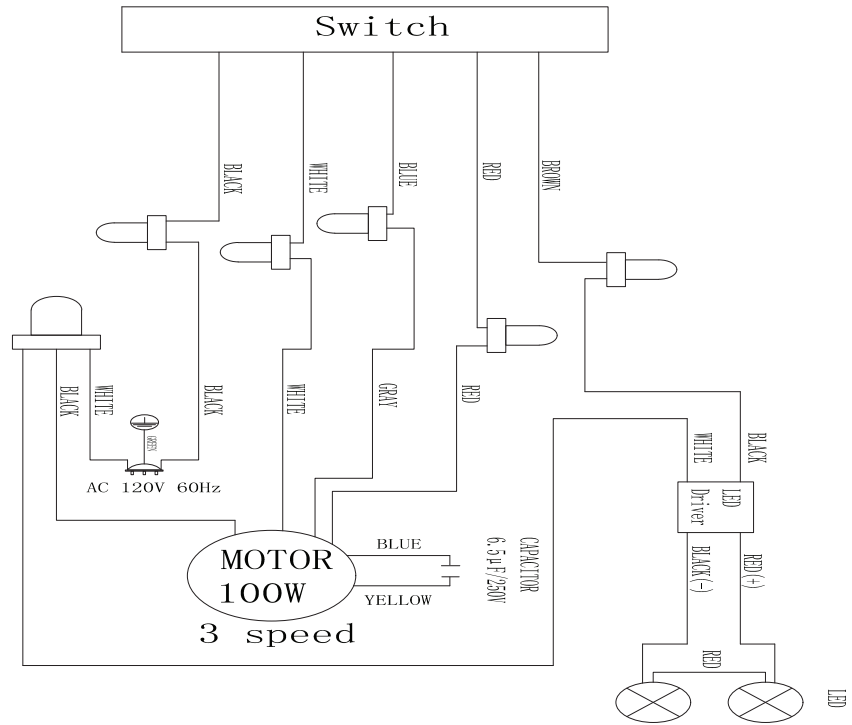 Switch
BLACK
WHITE
BLUE
RED
BROWN
BLACK
WHITE
BLACK
WHITE
GRAY
RED
WHITE
BLACK
GREEN
AC 120V 60Hz
LED
Driver
MOTOR
100W
3 speed
BLUE
YELLOW
CAPACITOR
6.5μF/250V
BLACK(-)
RED(+)
RED
LED